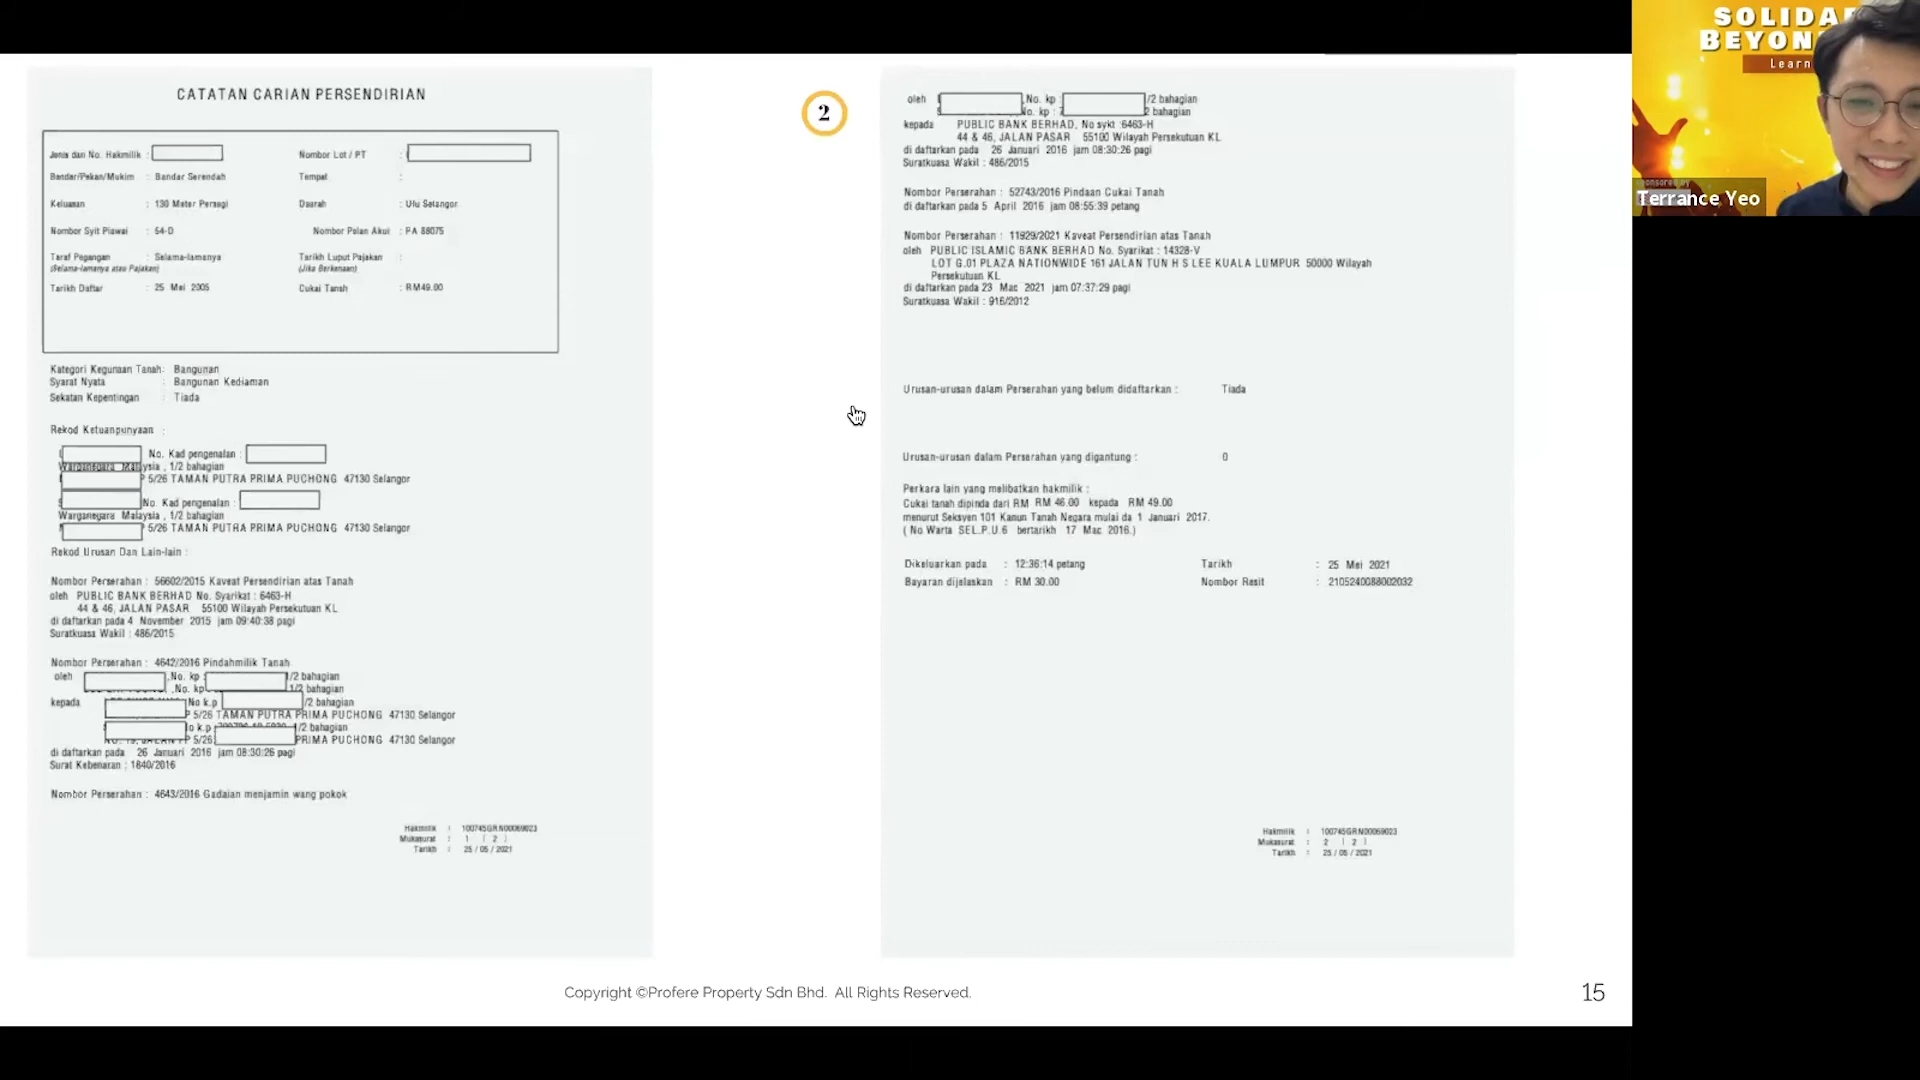 CATATAN CARIAN PERSENDIRIAN
Jenis dan No. Hakmilik :
Nombor Lot / PT :
Bandar/Pekan/Mukim : Bandar Serendah
Tempat :
Keluasan : 130 Meter Persegi
Daerah : Ulu Selangor
Nombor Syit Piawai : 54-D
Nombor Pelan Akui : PA 88075
Taraf Pegangan : Selama-lamanya
(Selama-lamanya atau Pajakan)
Tarikh Luput Pajakan :
(Jika Berkenaan)
Tarikh Daftar : 25 Mei 2005
Cukai Tanah : RM49.00
Kategori Kegunaan Tanah: Bangunan
Syarat Nyata : Bangunan Kediaman
Sekatan Kepentingan : Tiada
Rekod Ketuanpunyaan :
No. Kad pengenalan :
Warganegara Malaysia , 1/2 bahagian
5/26 TAMAN PUTRA PRIMA PUCHONG 47130 Selangor
No. Kad pengenalan :
Warganegara Malaysia , 1/2 bahagian
5/26 TAMAN PUTRA PRIMA PUCHONG 47130 Selangor
Rekod Urusan Dan Lain-lain :
Nombor Perserahan : 56602/2015 Kaveat Persendirian atas Tanah
oleh PUBLIC BANK BERHAD No. Syarikat : 6463-H
44 & 46, JALAN PASAR 55100 Wilayah Persekutuan KL
di daftarkan pada 4 November 2015 jam 09:40:38 pagi
Suratkuasa Wakil : 486/2015
Nombor Perserahan : 4642/2016 Pindahmilik Tanah
oleh ,No. kp : 1/2 bahagian
,No. kp 1/2 bahagian
kepada No k.p /2 bahagian
P 5/26 TAMAN PUTRA PRIMA PUCHONG 47130 Selangor
o k.p : /2 bahagian
P 5/26 PRIMA PUCHONG 47130 Selangor
di daftarkan pada 26 Januari 2016 jam 08:30:26 pagi
Surat Kebenaran : 1840/2016
Nombor Perserahan : 4643/2016 Gadaian menjamin wang pokok
Hakmilik : 100745GRN00069023
Mukasurat : 1 ( 2 )
Tarikh : 25 / 05 / 2021
2
oleh ,No. kp : /2 bahagian
No. kp : 2 bahagian
kepada PUBLIC BANK BERHAD, No sykt :6463-H
44 & 46, JALAN PASAR 55100 Wilayah Persekutuan KL
di daftarkan pada 26 Januari 2016 jam 08:30:26 pagi
Suratkuasa Wakil : 486/2015
Nombor Perserahan : 52743/2016 Pindaan Cukai Tanah
di daftarkan pada 5 April 2016 jam 08:55:39 petang
Nombor Perserahan : 11929/2021 Kaveat Persendirian atas Tanah
oleh PUBLIC ISLAMIC BANK BERHAD No. Syarikat : 14328-V
LOT G.01 PLAZA NATIONWIDE 161 JALAN TUN H S LEE KUALA LUMPUR 50000 Wilayah
Persekutuan KL
di daftarkan pada 23 Mac 2021 jam 07:37:29 pagi
Suratkuasa Wakil : 916/2012
Urusan-urusan dalam Perserahan yang belum didaftarkan : Tiada
Urusan-urusan dalam Perserahan yang digantung : 0
Perkara lain yang melibatkan hakmilik :
Cukai tanah dipinda dari RM RM 46.00 kepada RM 49.00
menurut Seksyen 101 Kanun Tanah Negara mulai da 1 Januari 2017.
( No Warta SEL.P.U.6 bertarikh 17 Mac 2016.)
Dikeluarkan pada : 12:36:14 petang
Tarikh : 25 Mei 2021
Bayaran dijelaskan : RM 30.00
Nombor Resit : 2105240088002032
Hakmilik : 100745GRN00069023
Mukasurat : 2 ( 2 )
Tarikh : 25 / 05 / 2021
Copyright ©Profere Property Sdn Bhd. All Rights Reserved.
15
SOLIDA
BEYON
Learn
Sponsored by
Terrance Yeo